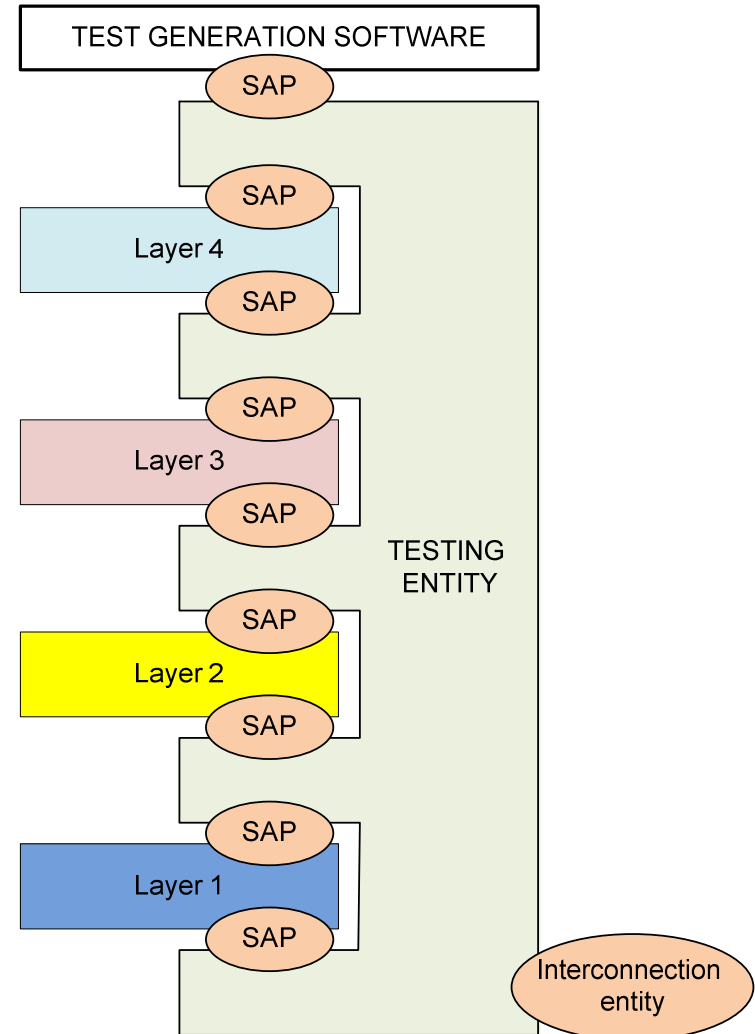 TEST GENERATION SOFTWARE
SAP
SAP
Layer 4
SAP
SAP
Layer 3
SAP
TESTING
ENTITY
SAP
Layer 2
SAP
SAP
Layer 1
SAP
Interconnection
entity